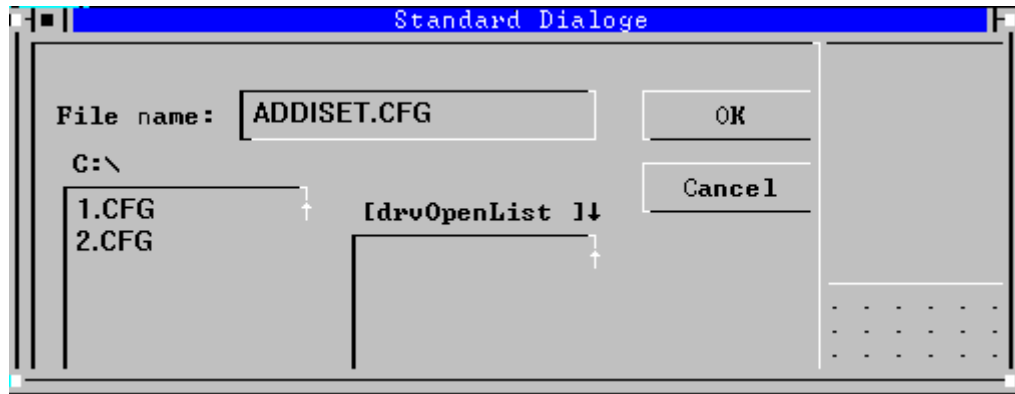 Standard Dialoge
File name: ADDISET.CFG OK
C:\
Cancel
1.CFG
[drvOpenList ]↓
2.CFG